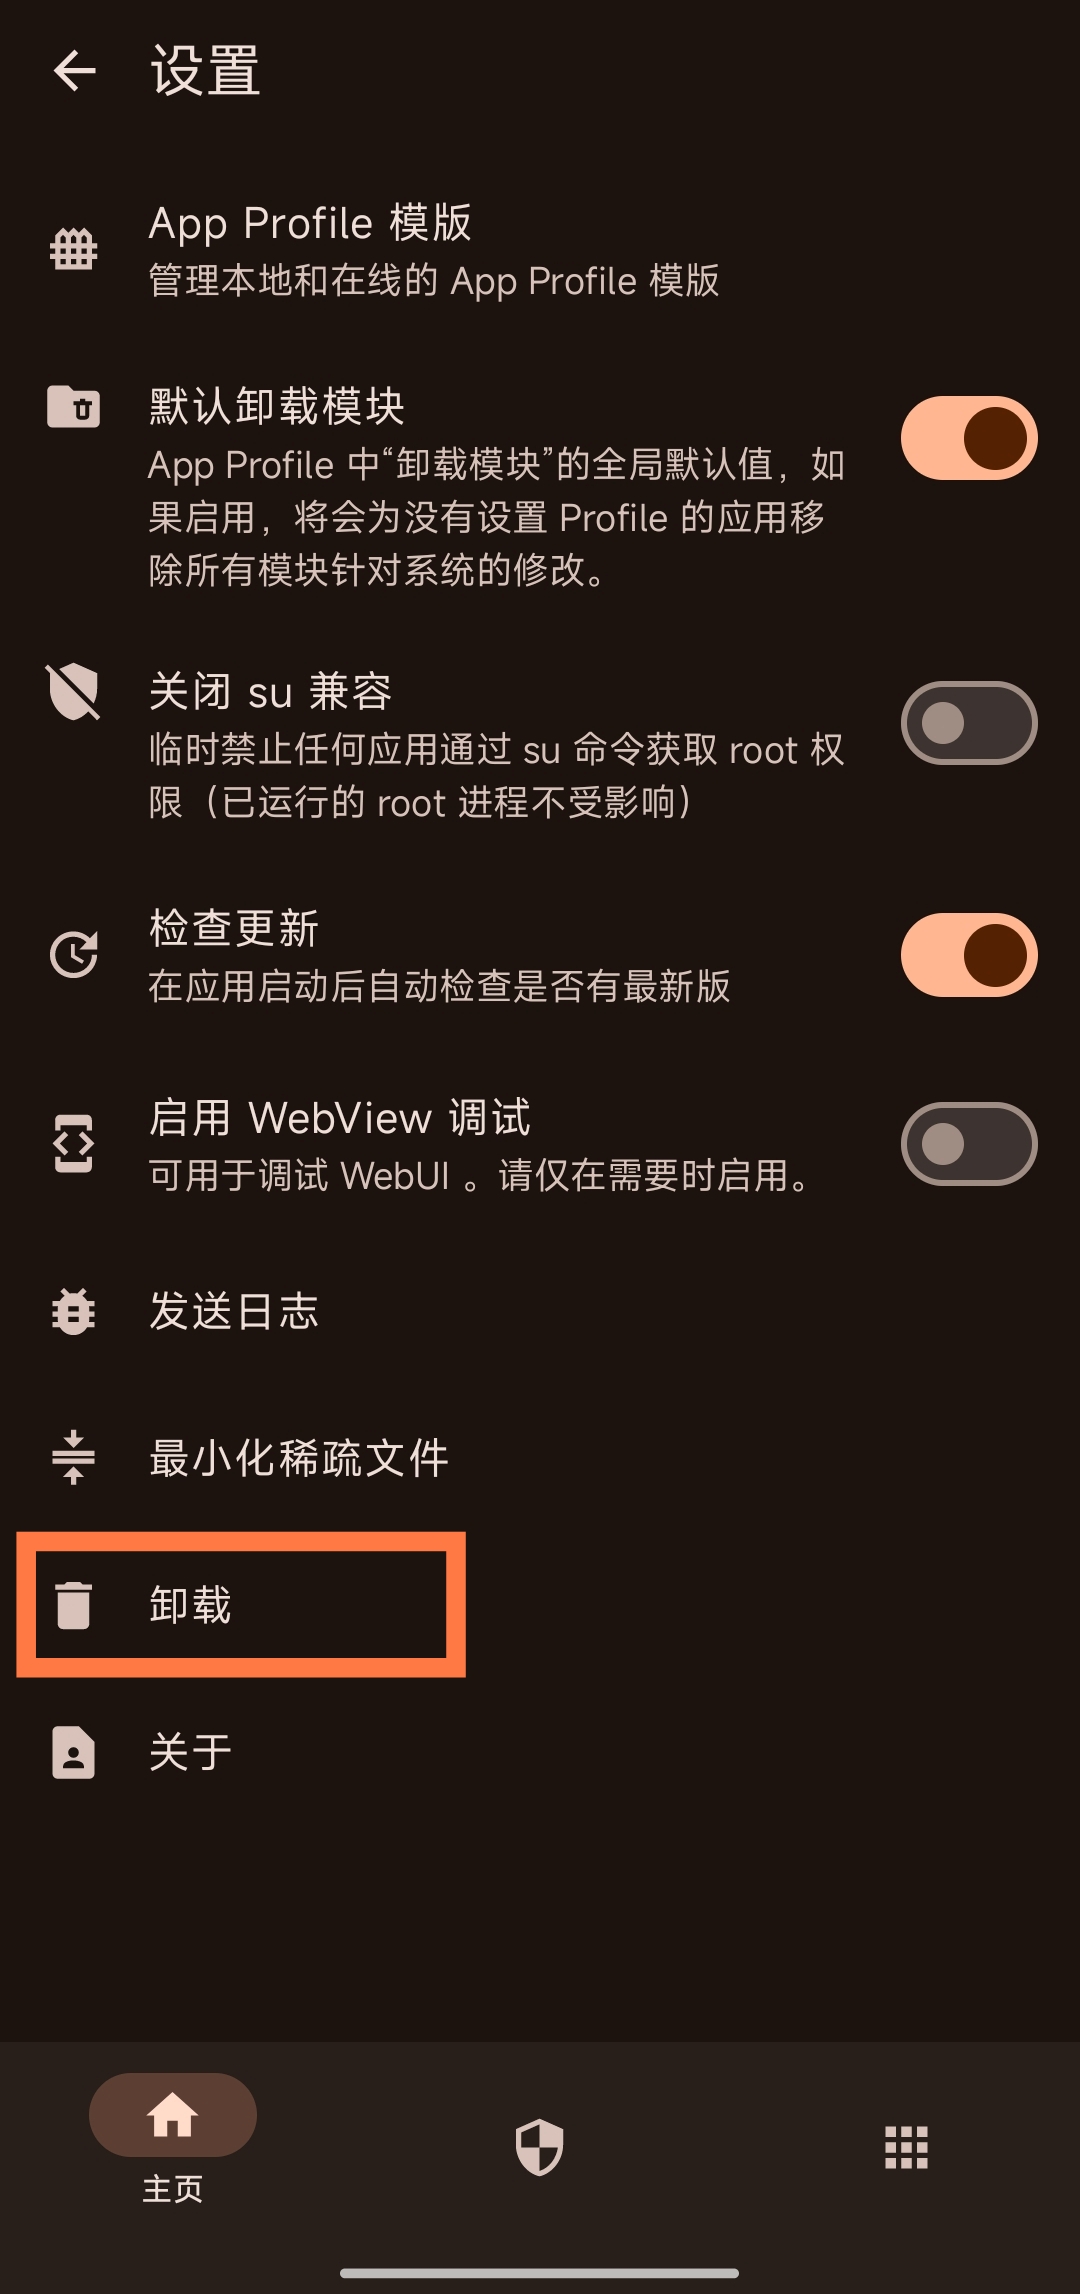 设置
App Profile 模版
管理本地和在线的 App Profile 模版
默认卸载模块
App Profile 中“卸载模块”的全局默认值，如
果启用，将会为没有设置 Profile 的应用移
除所有模块针对系统的修改。
关闭 su 兼容
临时禁止任何应用通过 su 命令获取 root 权
限（已运行的 root 进程不受影响）
检查更新
在应用启动后自动检查是否有最新版
启用 WebView 调试
可用于调试 WebUI 。请仅在需要时启用。
发送日志
最小化稀疏文件
卸载
关于
主页